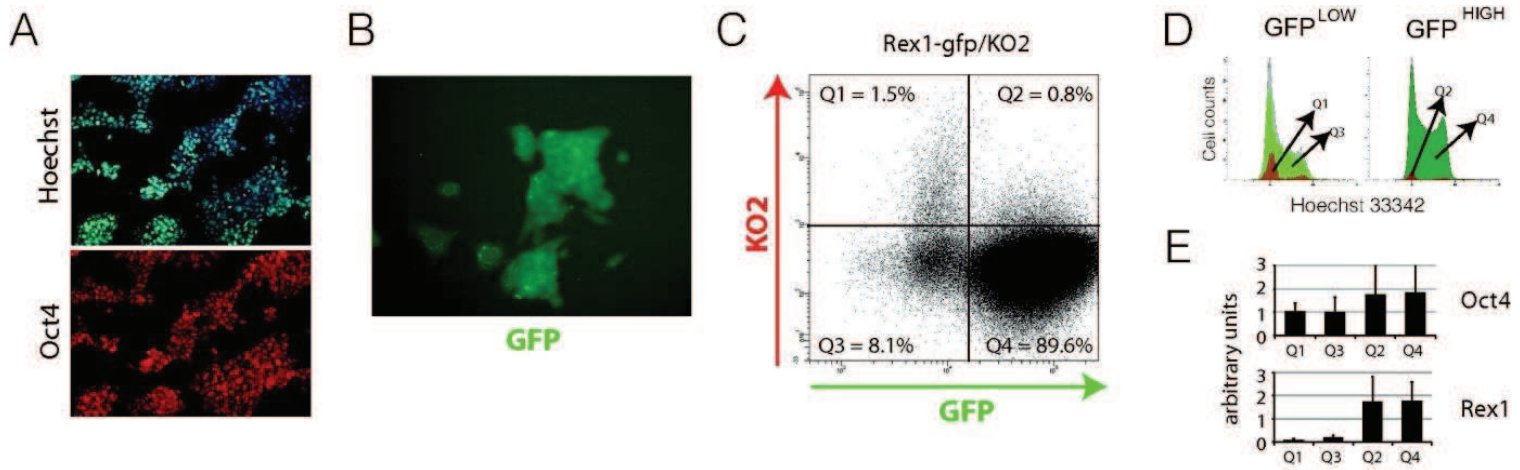 A
Hoechst
Oct4
B
GFP
C
Rex1-gfp/KO2
KO2
Q1 = 1.5%
Q2 = 0.8%
Q3 = 8.1%
Q4 = 89.6%
GFP
D
GFP LOW
GFP HIGH
Cell counts
Q1
Q3
Q2
Q4
Hoechst 33342
E
arbitrary units
3
2
1
0
Q1 Q3 Q2 Q4
Oct4
3
2
1
0
Q1 Q3 Q2 Q4
Rex1